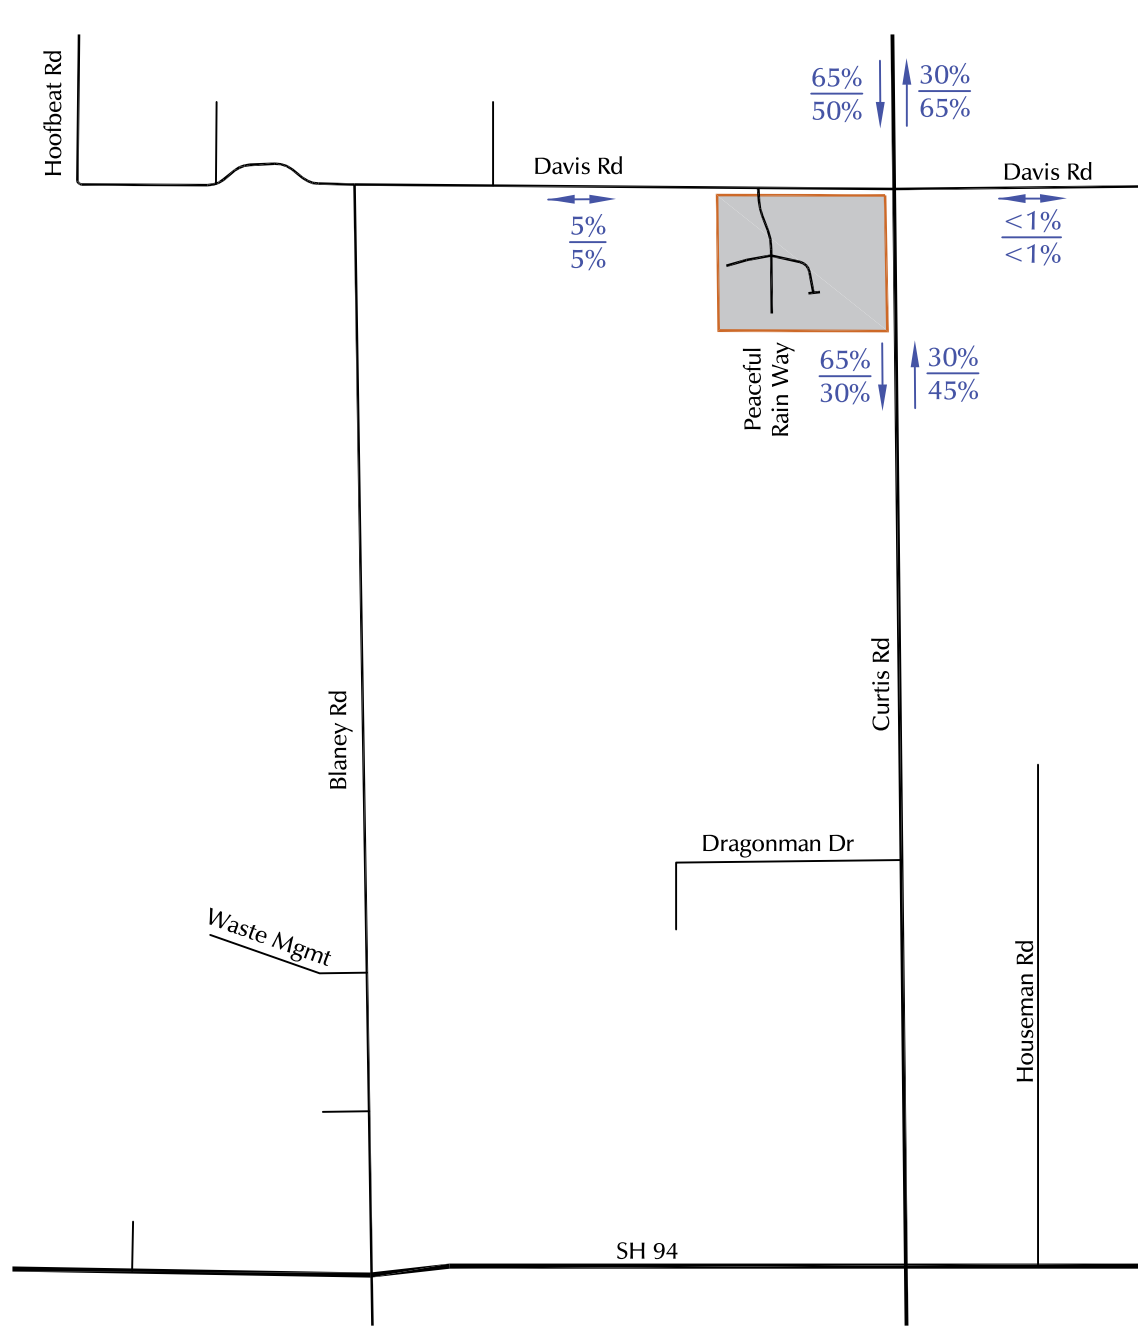 Hoofbeat Rd
65%
50%
30%
65%
Davis Rd
Davis Rd
5%
5%
<1%
<1%
Peaceful
Rain Way
65%
30%
30%
45%
Curtis Rd
Blaney Rd
Dragonman Dr
Waste Mgmt
Houseman Rd
SH 94